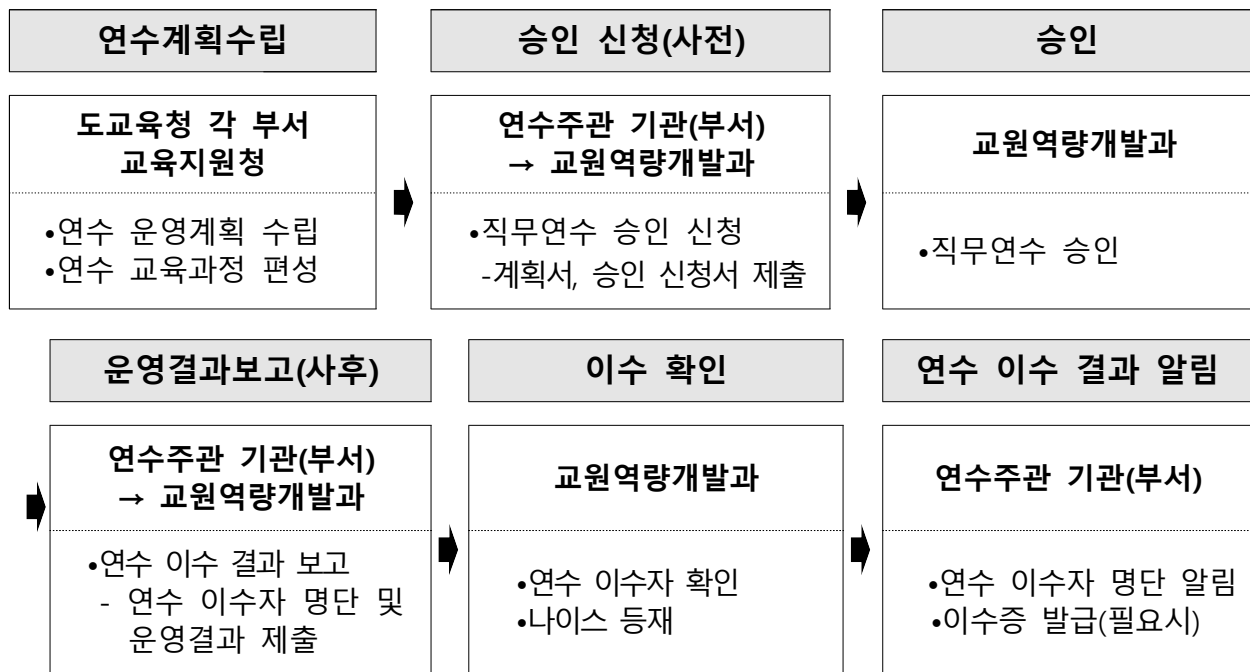 연수계획수립
도교육청 각 부서
교육지원청
•연수 운영계획 수립
•연수 교육과정 편성
승인 신청(사전)
연수주관 기관(부서)
→ 교원역량개발과
•직무연수 승인 신청
-계획서, 승인 신청서 제출
승인
교원역량개발과
•직무연수 승인
운영결과보고(사후)
연수주관 기관(부서)
→ 교원역량개발과
•연수 이수 결과 보고
- 연수 이수자 명단 및
운영결과 제출
이수 확인
교원역량개발과
•연수 이수자 확인
•나이스 등재
연수 이수 결과 알림
연수주관 기관(부서)
•연수 이수자 명단 알림
•이수증 발급(필요시)